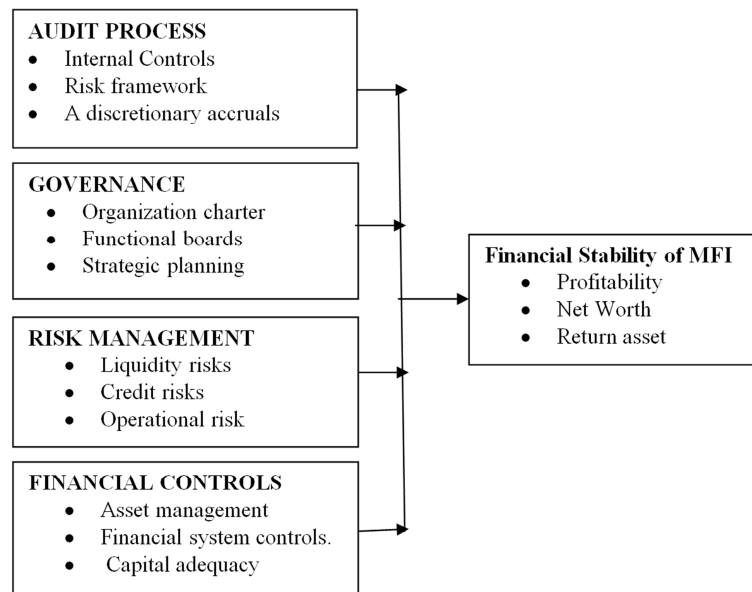 AUDIT PROCESS
• Internal Controls
• Risk framework
• A discretionary accruals
GOVERNANCE
• Organization charter
• Functional boards
• Strategic planning
Financial Stability of MFI
• Profitability
• Net Worth
• Return asset
RISK MANAGEMENT
• Liquidity risks
• Credit risks
• Operational risk
FINANCIAL CONTROLS
• Asset management
• Financial system controls.
• Capital adequacy